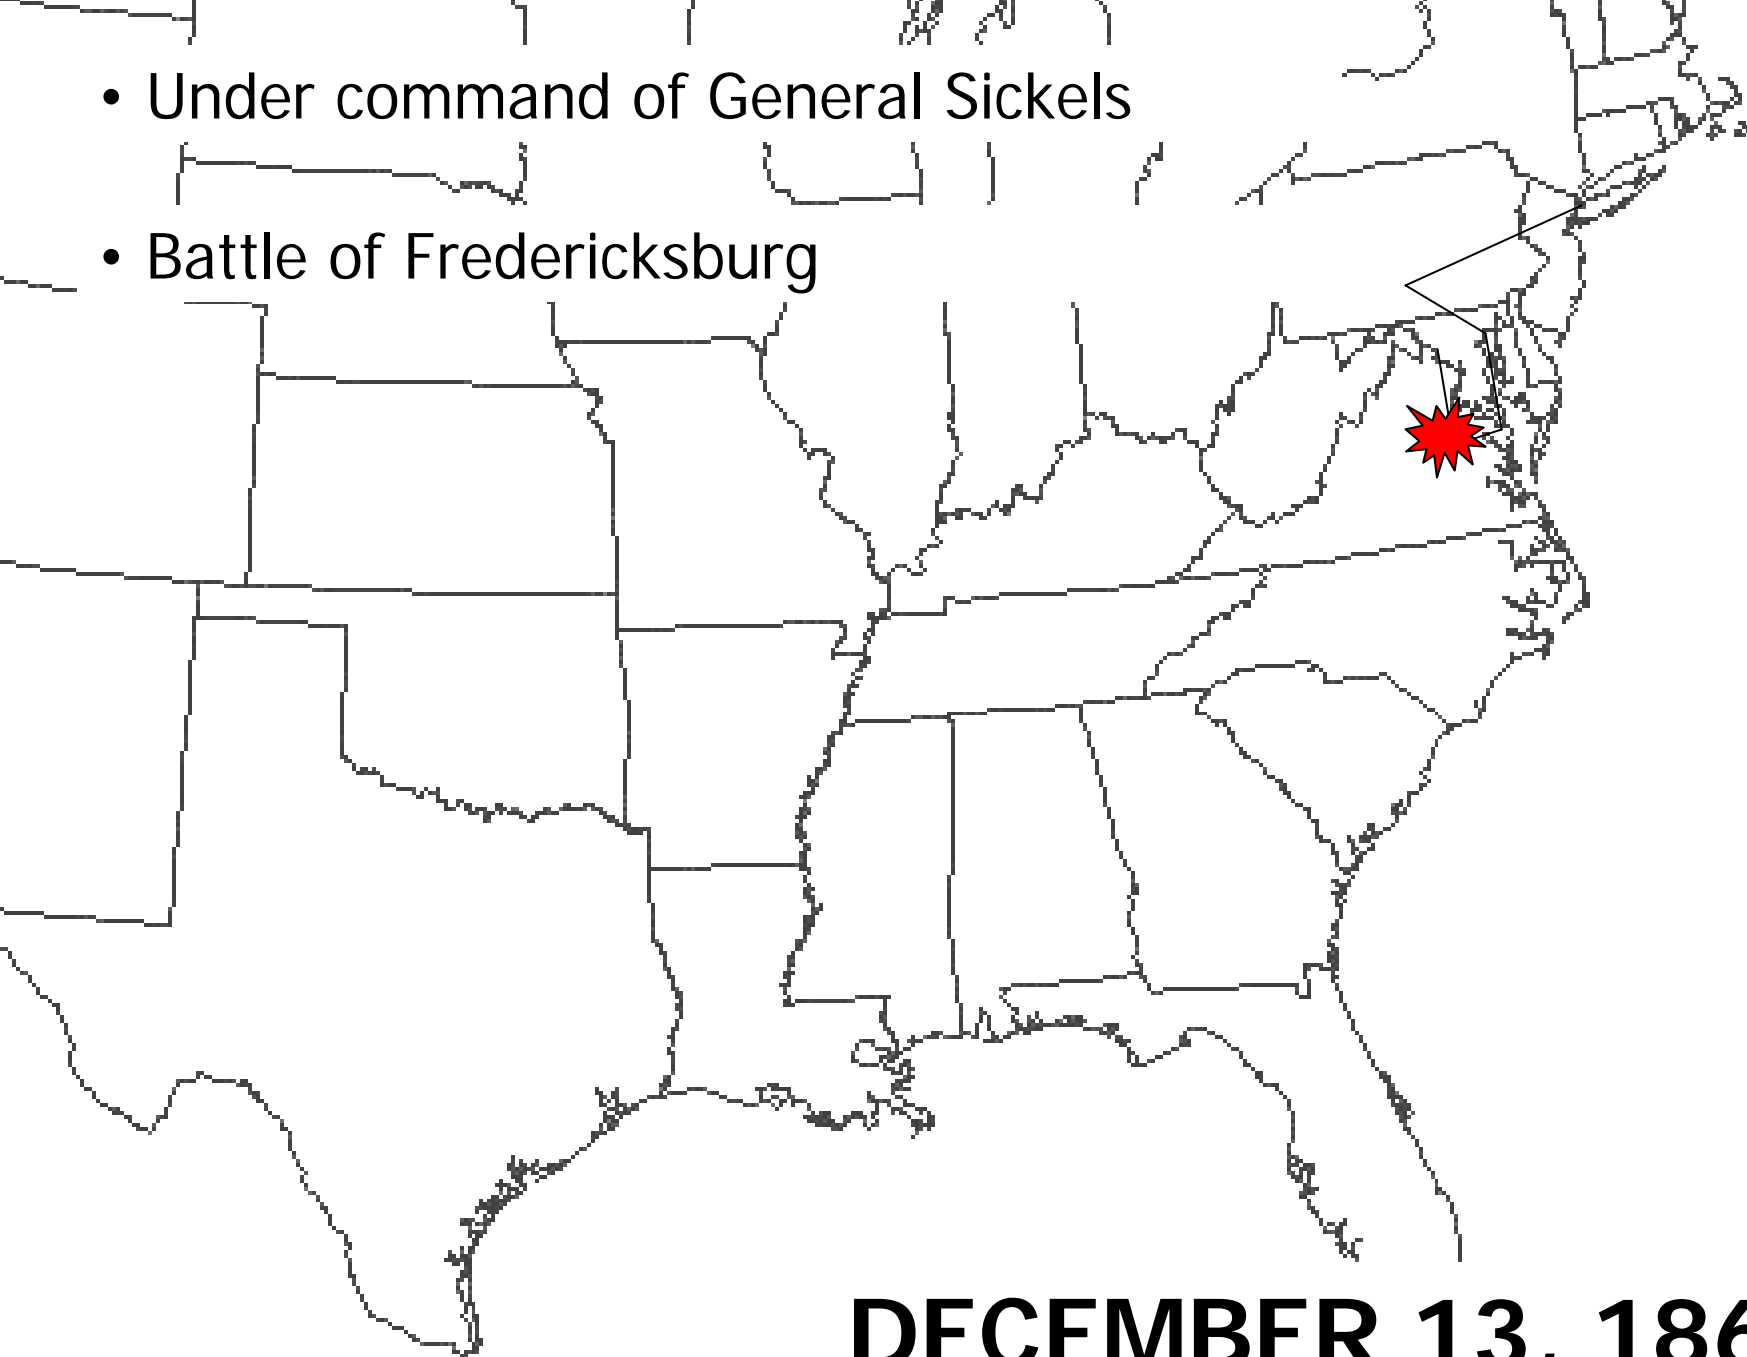 • Under command of General Sickels
• Battle of Fredericksburg
DECEMBER 13, 186